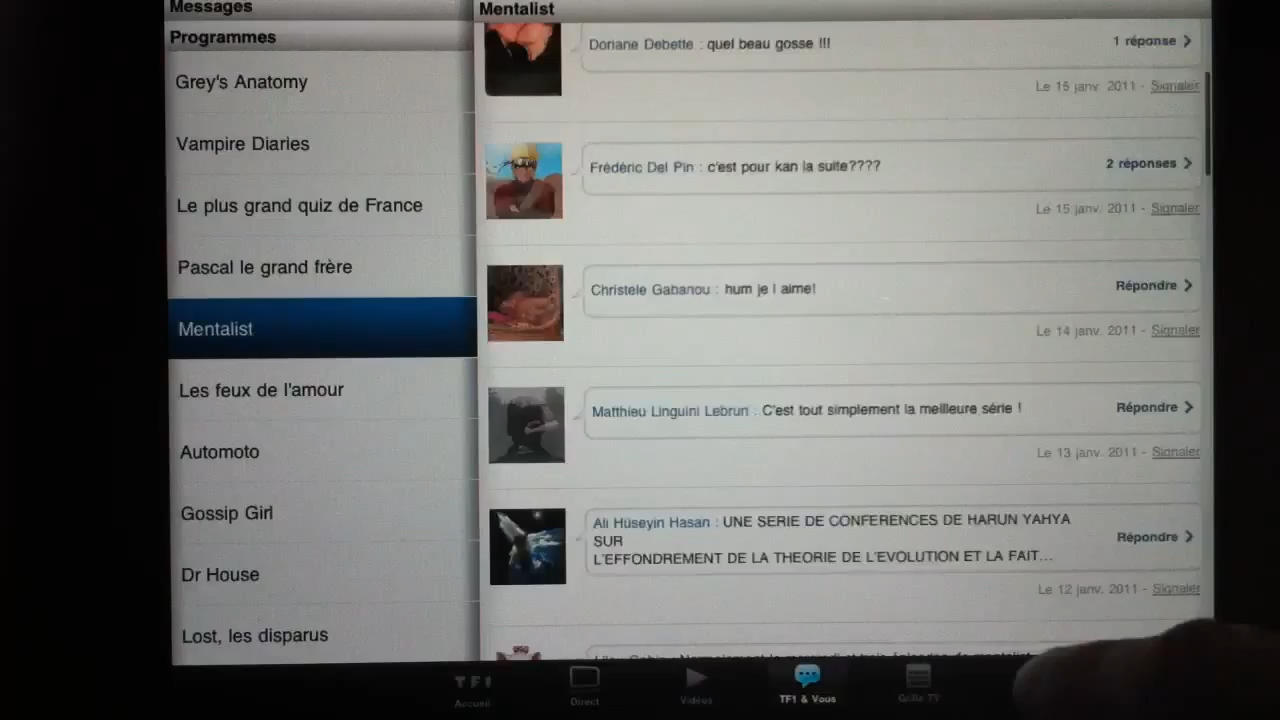 Messages
Programmes
Grey's Anatomy
Vampire Diaries
Le plus grand quiz de France
Pascal le grand frère
Mentalist
Les feux de l'amour
Automoto
Gossip Girl
Dr House
Lost, les disparus
Mentalist
Doriane Debette : quel beau gosse !!!
1 réponse
Le 15 janv. 2011 - Signaler
Frédéric Del Pin : c'est pour kan la suite????
2 réponses
Le 15 janv. 2011 - Signaler
Christele Gabanou : hum je l aime!
Répondre
Le 14 janv. 2011 - Signaler
Matthieu Linguini Lebrun : C'est tout simplement la meilleure série !
Répondre
Le 13 janv. 2011 - Signaler
Ali Hüseyin Hasan : UNE SERIE DE CONFERENCES DE HARUN YAHYA
SUR
L'EFFONDREMENT DE LA THEORIE DE L'EVOLUTION ET LA FAIT...
Répondre
Le 12 janv. 2011 - Signaler
TF1
Accueil
Direct
Vidéos
TF1 & Vous
Grille TV